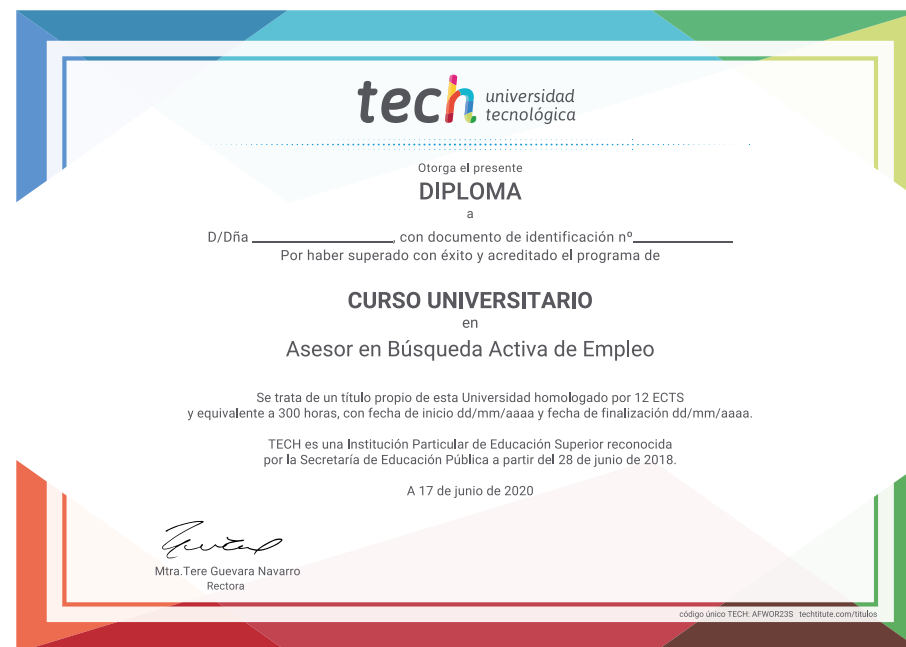 tech universidad
tecnológica
Otorga el presente
DIPLOMA
a
D/Dña ____________________, con documento de identificación nº______________
Por haber superado con éxito y acreditado el programa de
CURSO UNIVERSITARIO
en
Asesor en Búsqueda Activa de Empleo
Se trata de un título propio de esta Universidad homologado por 12 ECTS
y equivalente a 300 horas, con fecha de inicio dd/mm/aaaa y fecha de finalización dd/mm/aaaa.
TECH es una Institución Particular de Educación Superior reconocida
por la Secretaría de Educación Pública a partir del 28 de junio de 2018.
A 17 de junio de 2020
Mtra.Tere Guevara Navarro
Rectora
código único TECH: AFWOR23S techtitute.com/titulos